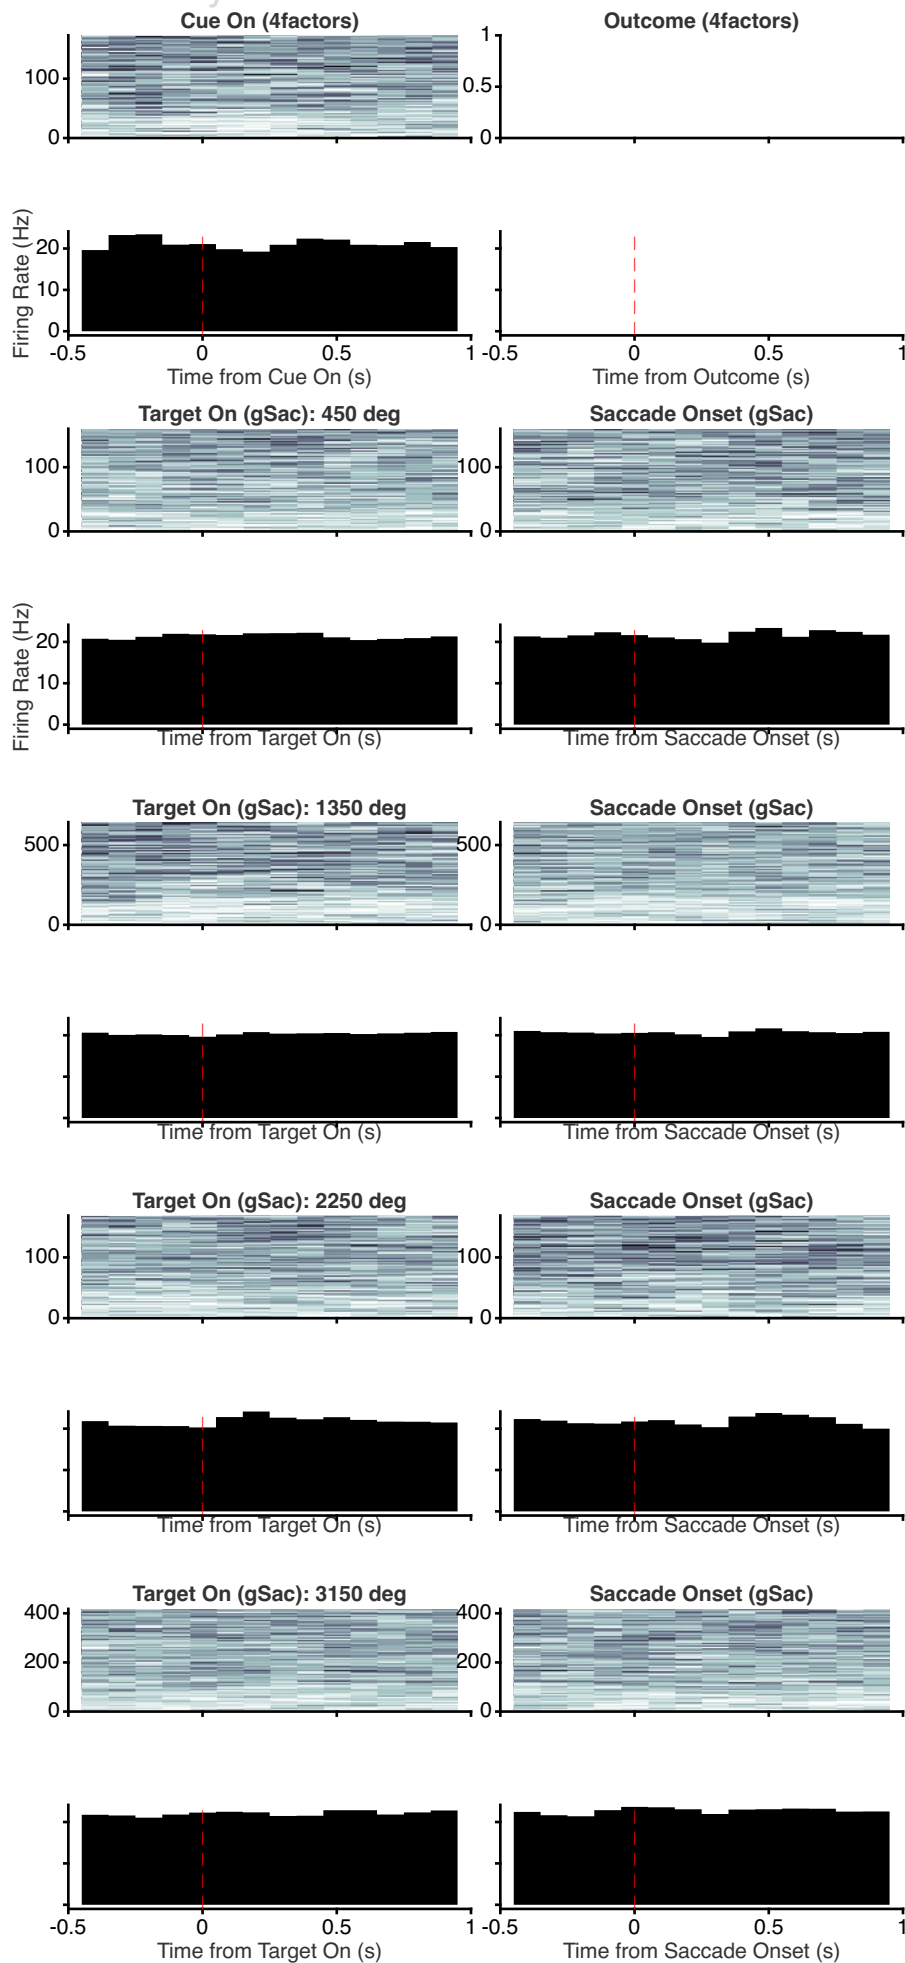 Cue On (4factors) Outcome (4factors)
100
0
1
0.5
0
Firing Rate (Hz)
20
10
0
-0.5 0 0.5 1
-0.5 0 0.5 1
Time from Cue On (s) Time from Outcome (s)
Target On (gSac): 450 deg Saccade Onset (gSac)
100
0
100
0
Firing Rate (Hz)
20
10
0
Time from Target On (s) Time from Saccade Onset (s)
Target On (gSac): 1350 deg Saccade Onset (gSac)
500
0
500
0
Time from Target On (s) Time from Saccade Onset (s)
Target On (gSac): 2250 deg Saccade Onset (gSac)
100
0
100
0
Time from Target On (s) Time from Saccade Onset (s)
Target On (gSac): 3150 deg Saccade Onset (gSac)
400
200
0
400
200
0
-0.5 0 0.5 1
-0.5 0 0.5 1
Time from Target On (s) Time from Saccade Onset (s)